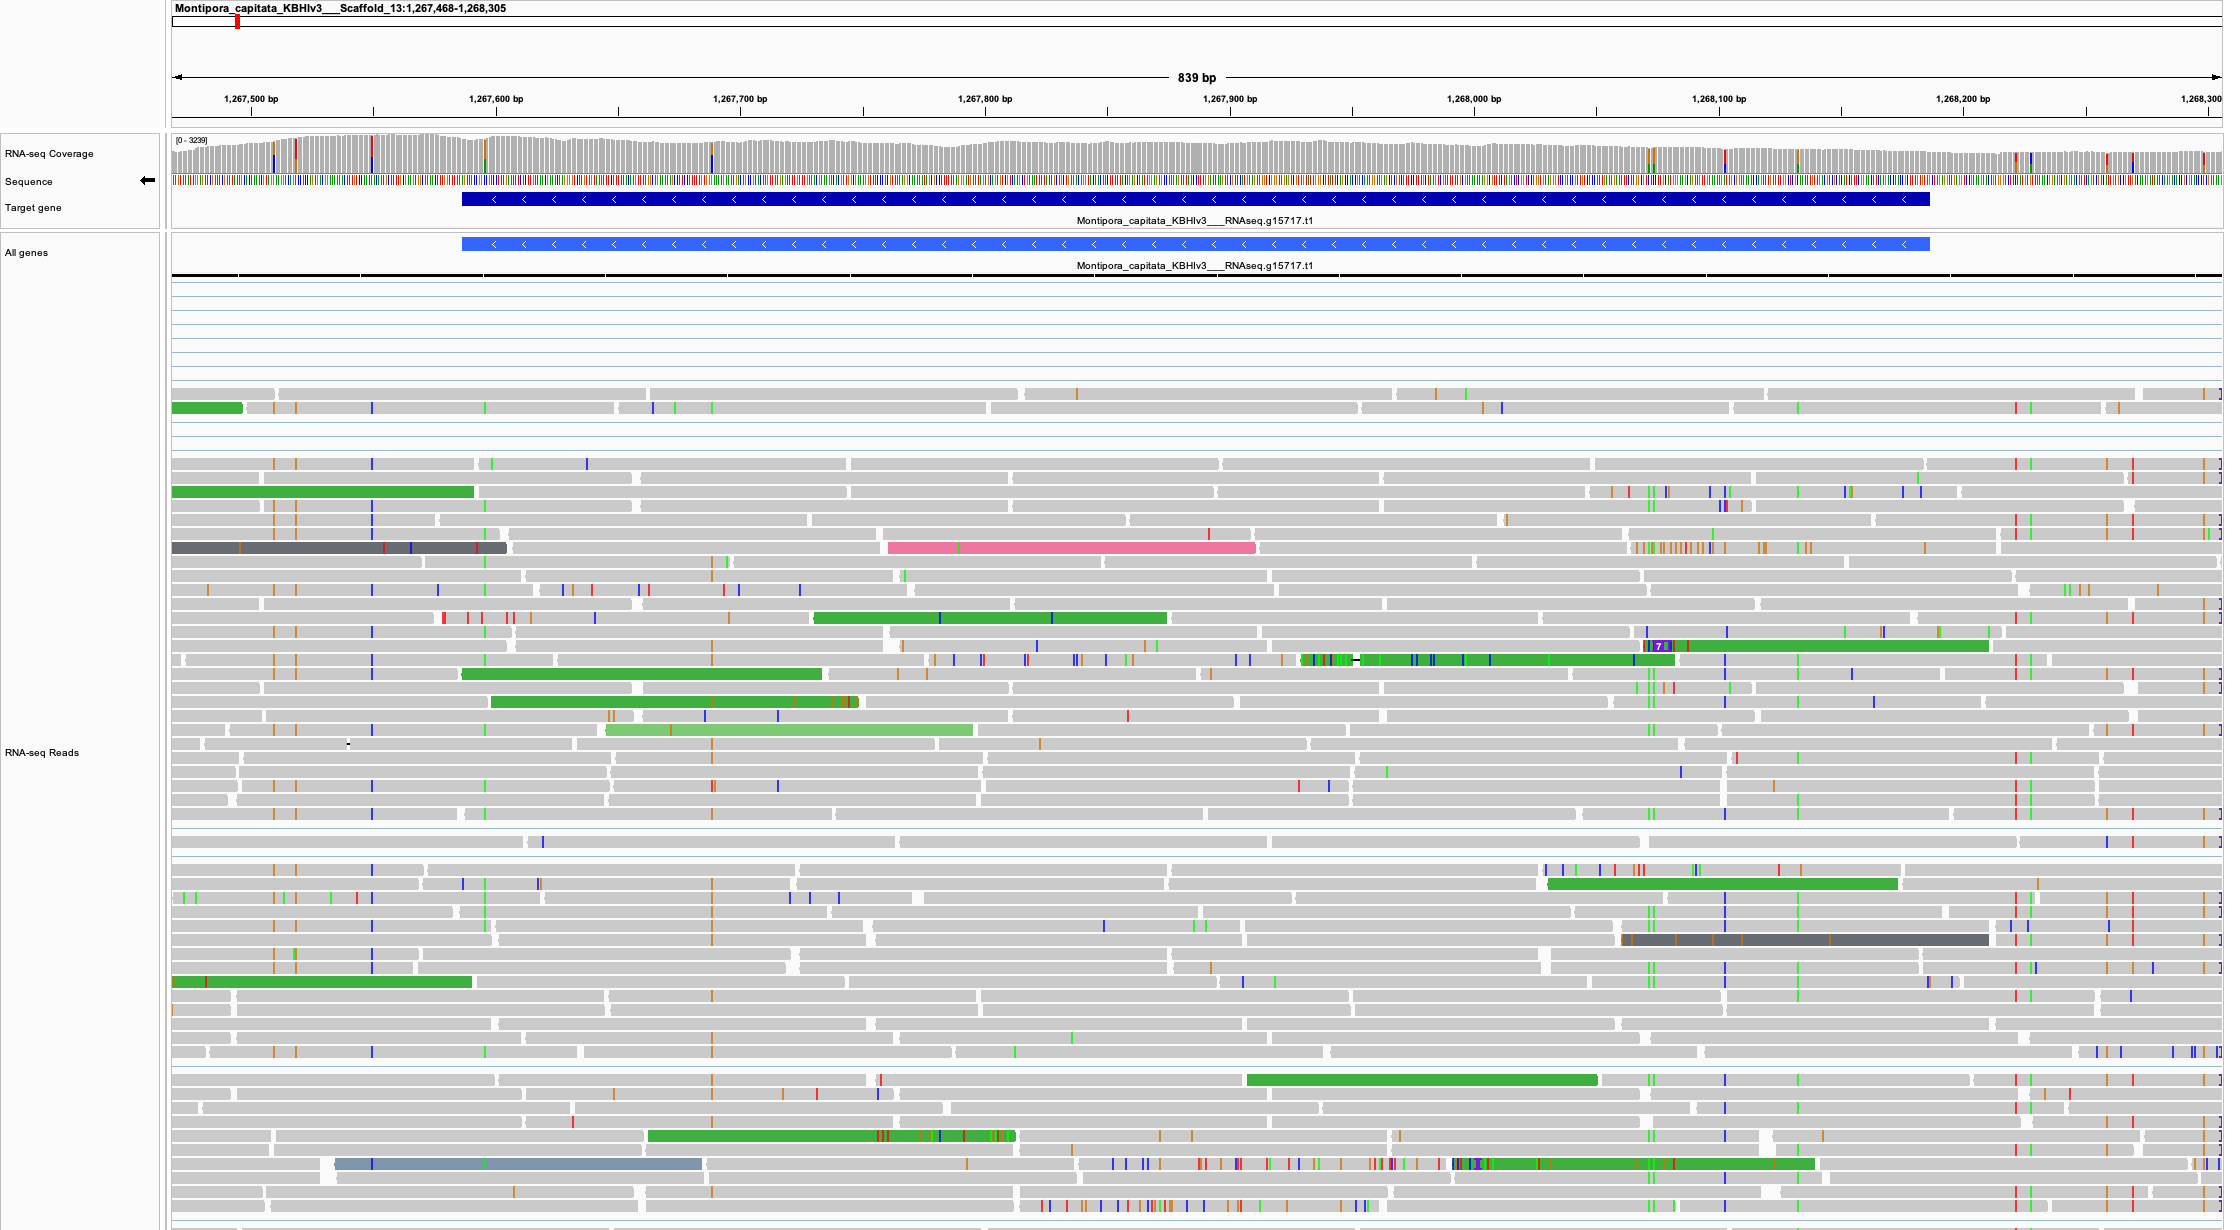 Montipora_capitata_KBHIv3___Scaffold_13:1,267,468-1,268,305
839 bp
1,267,500 bp 1,267,600 bp 1,267,700 bp 1,267,800 bp 1,267,900 bp 1,268,000 bp 1,268,100 bp 1,268,200 bp 1,268,300
RNA-seq Coverage
[0 - 3239]
Sequence
Target gene
Montipora_capitata_KBHIv3___RNAseq.g15717.t1
All genes
Montipora_capitata_KBHIv3___RNAseq.g15717.t1
7
RNA-seq Reads